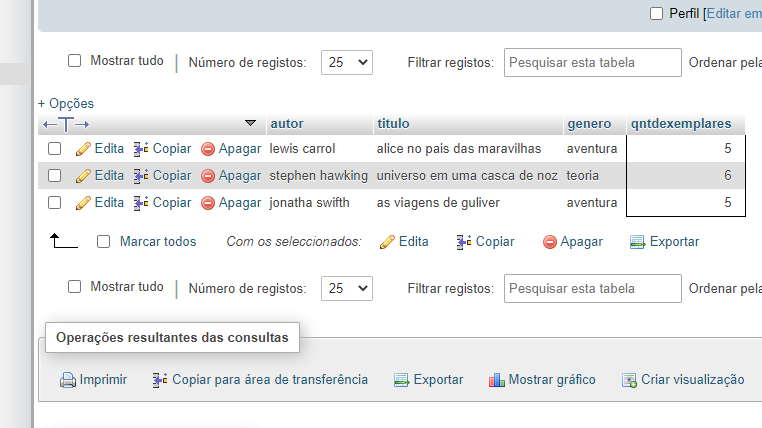 Perfil [Editar em
Mostrar tudo | Número de registos: 25 Filtrar registos: Pesquisar esta tabela Ordenar pela
+ Opções
←T→ autor titulo genero qntdexemplares
Edita Copiar Apagar lewis carrol alice no pais das maravilhas aventura 5
Edita Copiar Apagar stephen hawking universo em uma casca de noz teoria 6
Edita Copiar Apagar jonatha swifth as viagens de guliver aventura 5
Marcar todos Com os seleccionados: Edita Copiar Apagar Exportar
Mostrar tudo | Número de registos: 25 Filtrar registos: Pesquisar esta tabela Ordenar pela
Operações resultantes das consultas
Imprimir Copiar para área de transferência Exportar Mostrar gráfico Criar visualização